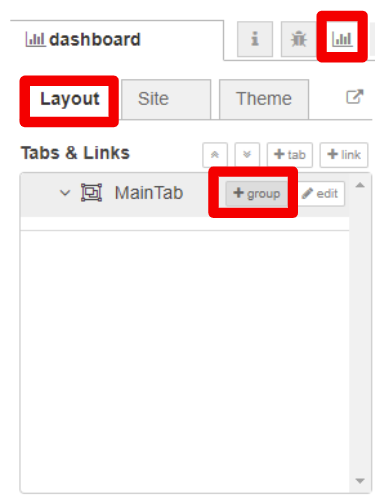 dashboard i
Layout Site Theme
Tabs & Links + tab + link
MainTab + group edit